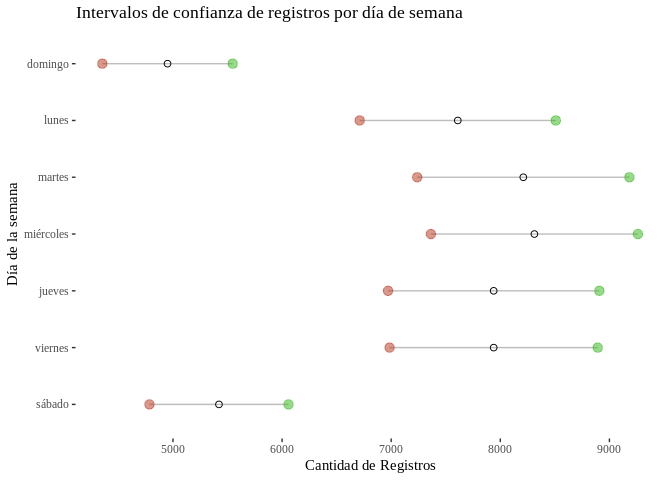 Intervalos de confianza de registros por día de semana
Día de la semana
domingo
lunes
martes
miércoles
jueves
viernes
sábado
5000 6000 7000 8000 9000
Cantidad de Registros